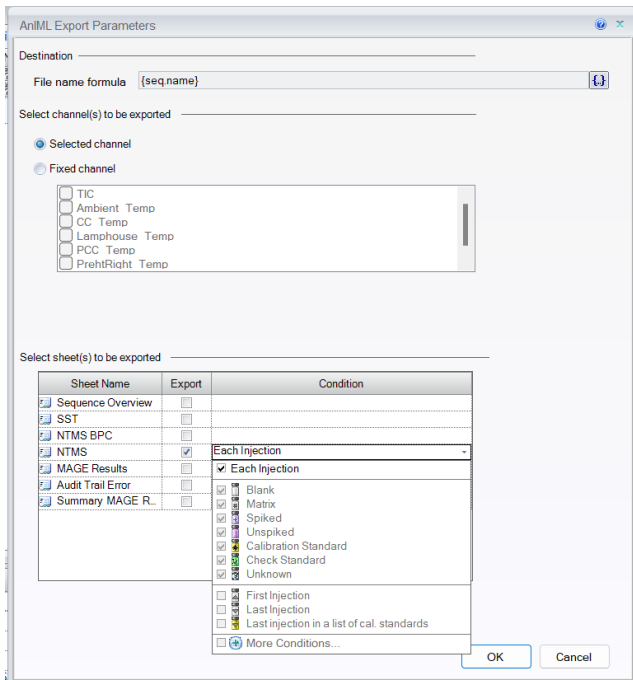 AnIML Export Parameters
Destination
File name formula {seq.name}
Select channel(s) to be exported
Selected channel
Fixed channel
TIC
Ambient_Temp
CC_Temp
Lamphouse_Temp
PCC_Temp
PrehtRight_Temp
Select sheet(s) to be exported
Sheet Name Export Condition
Sequence Overview
SST
NTMS BPC
NTMS Each Injection
MAGE Results Each Injection
Audit Trail Error Blank
Summary MAGE R... Matrix
Spiked
Unspiked
Calibration Standard
Check Standard
Unknown
First Injection
Last Injection
Last injection in a list of cal. standards
More Conditions...
OK Cancel